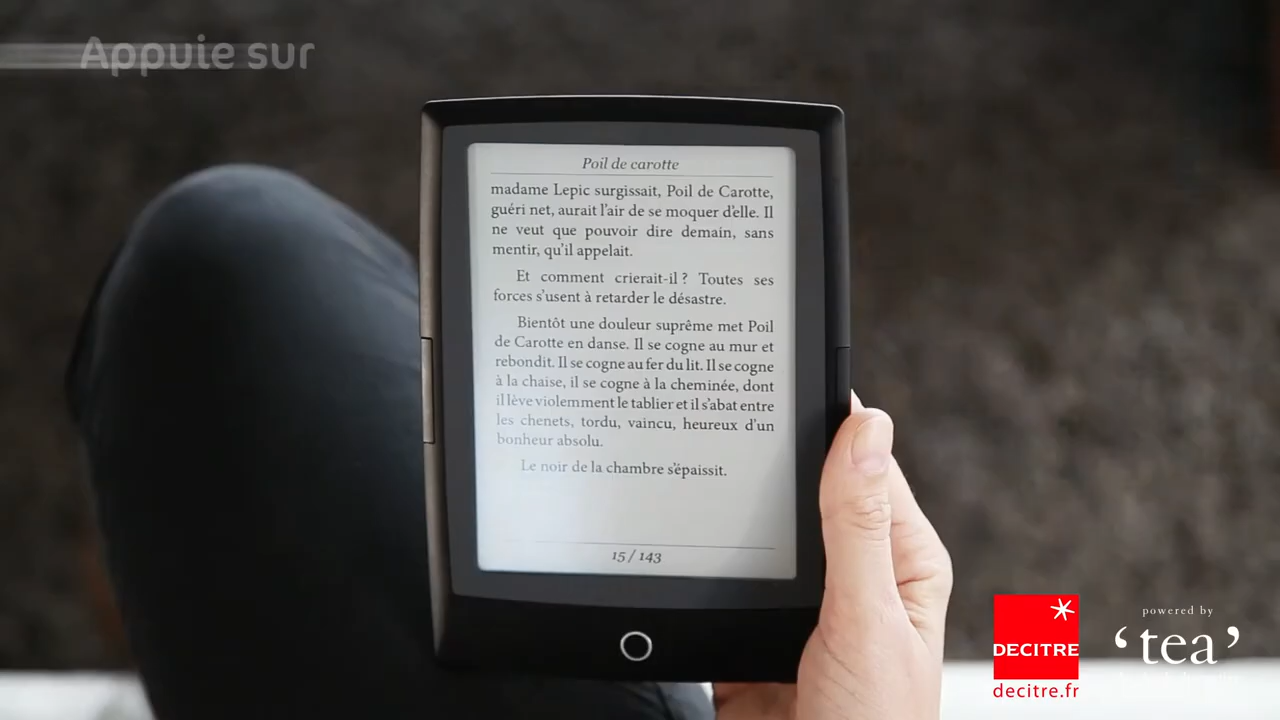 Appuie sur
Poil de carotte
madame Lepic surgissait, Poil de Carotte,
guéri net, aurait l'air de se moquer d'elle. Il
ne veut que pouvoir dire demain, sans
mentir, qu'il appelait.
Et comment crierait-il ? Toutes ses
forces s'usent à retarder le désastre.
Bientôt une douleur suprême met Poil
de Carotte en danse. Il se cogne au mur et
rebondit. Il se cogne au fer du lit. Il se cogne
à la chaise, il se cogne à la cheminée, dont
il lève violemment le tablier et il s'abat entre
les chenets, tordu, vaincu, heureux d'un
bonheur absolu.
Le noir de la chambre s'épaissit.
15 / 143
DECITRE
decitre.fr
powered by
‘tea’